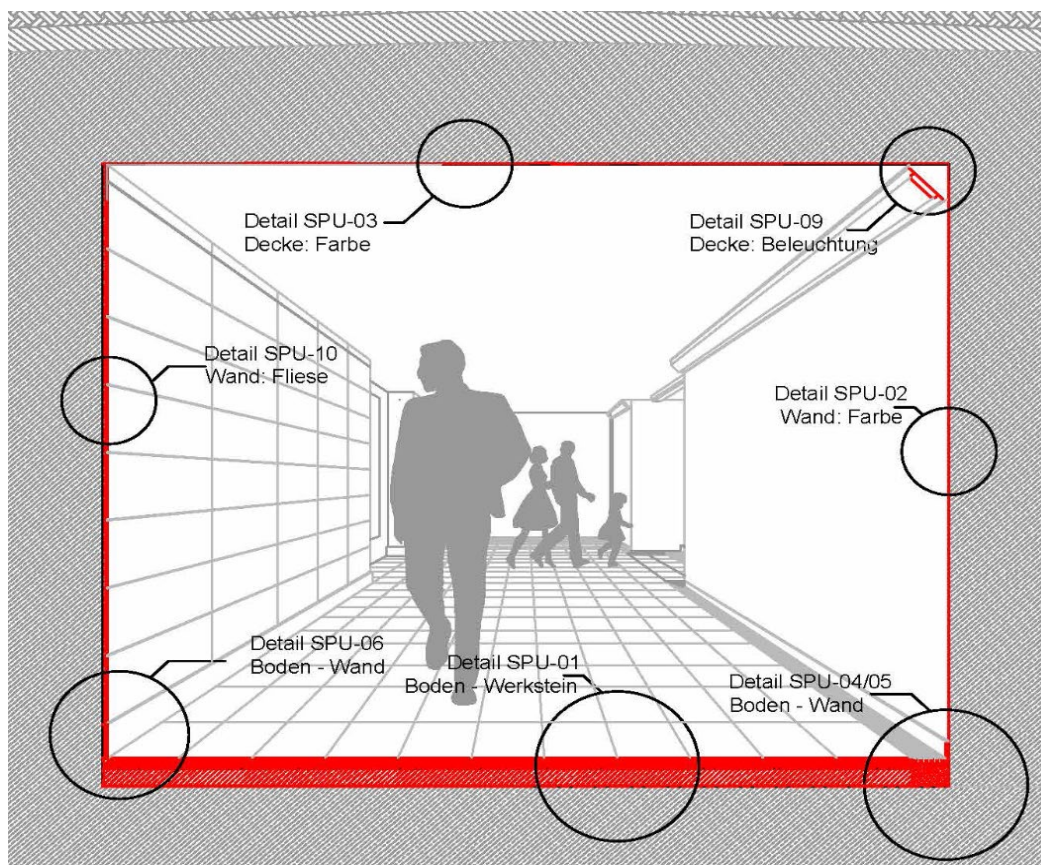 Detail SPU-03
Decke: Farbe
Detail SPU-09
Decke: Beleuchtung
Detail SPU-10
Wand: Fliese
Detail SPU-02
Wand: Farbe
Detail SPU-06
Boden - Wand
Detail SPU-01
Boden - Werkstein
Detail SPU-04/05
Boden - Wand